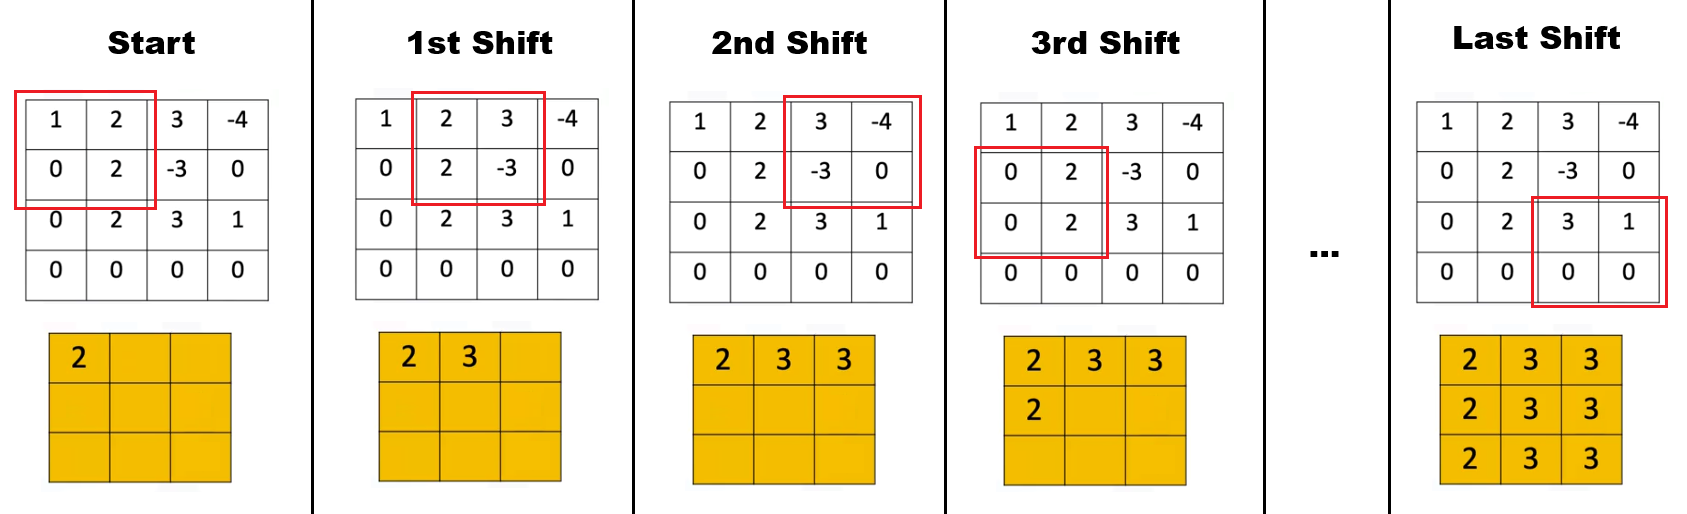 Start
1 2 3 -4
0 2 -3 0
0 2 3 1
0 0 0 0
2
1st Shift
1 2 3 -4
0 2 -3 0
0 2 3 1
0 0 0 0
2 3
2nd Shift
1 2 3 -4
0 2 -3 0
0 2 3 1
0 0 0 0
2 3 3
3rd Shift
1 2 3 -4
0 2 -3 0
0 2 3 1
0 0 0 0
2 3 3
2
...
Last Shift
1 2 3 -4
0 2 -3 0
0 2 3 1
0 0 0 0
2 3 3
2 3 3
2 3 3